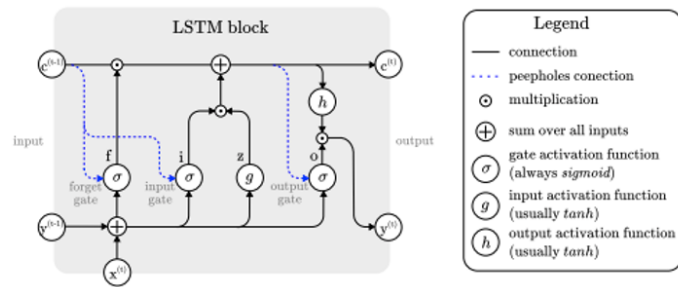 LSTM block
c(t-1)
c(t)
h
input
output
f
i
z
o
σ
σ
g
σ
forget
gate
input
gate
output
gate
y(t-1)
y(t)
x(t)
Legend
connection
peepholes conection
multiplication
sum over all inputs
σ
gate activation function
(always sigmoid)
g
input activation function
(usually tanh)
h
output activation function
(usually tanh)